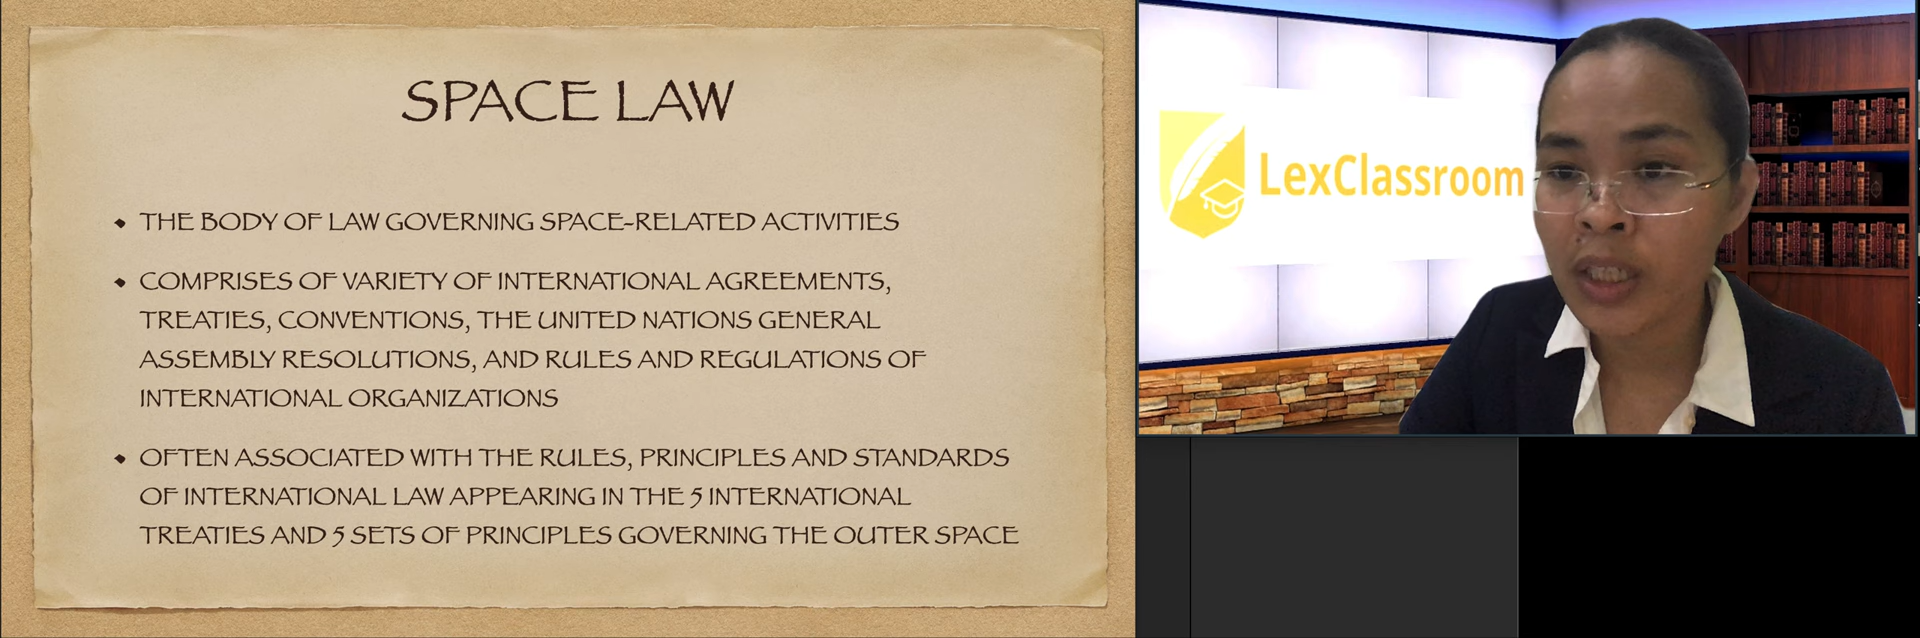 SPACE LAW
• THE BODY OF LAW GOVERNING SPACE-RELATED ACTIVITIES
• COMPRISES OF VARIETY OF INTERNATIONAL AGREEMENTS,
TREATIES, CONVENTIONS, THE UNITED NATIONS GENERAL
ASSEMBLY RESOLUTIONS, AND RULES AND REGULATIONS OF
INTERNATIONAL ORGANIZATIONS
• OFTEN ASSOCIATED WITH THE RULES, PRINCIPLES AND STANDARDS
OF INTERNATIONAL LAW APPEARING IN THE 5 INTERNATIONAL
TREATIES AND 5 SETS OF PRINCIPLES GOVERNING THE OUTER SPACE
LexClassroom